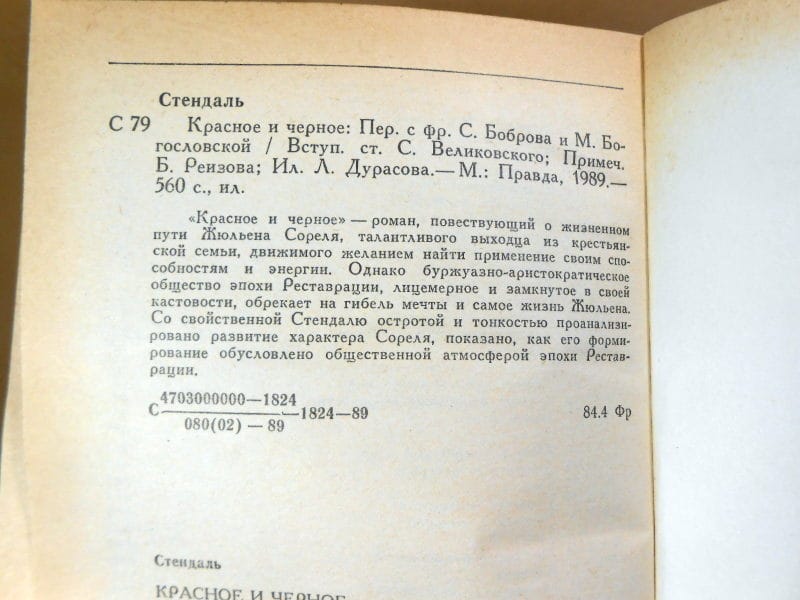 Стендаль
С 79 Красное и черное: Пер. с фр. С. Боброва и М. Бо-
гословской / Вступ. ст. С. Великовского; Примеч.
Б. Реизова; Ил. Л. Дурасова.— М.: Правда, 1989.—
560 с., ил.
«Красное и черное» — роман, повествующий о жизненном
пути Жюльена Сореля, талантливого выходца из крестьян-
ской семьи, движимого желанием найти применение своим спо-
собностям и энергии. Однако буржуазно-аристократическое
общество эпохи Реставрации, лицемерное и замкнутое в своей
кастовости, обрекает на гибель мечты и самое жизнь Жюльена.
Со свойственной Стендалю остротой и тонкостью проанализи-
ровано развитие характера Сореля, показано, как его форми-
рование обусловлено общественной атмосферой эпохи Рестав-
рации.
4703000000—1824
С —1824—89 84.4 Фр
080(02) — 89
Стендаль
КРАСНОЕ И ЧЕРНОЕ